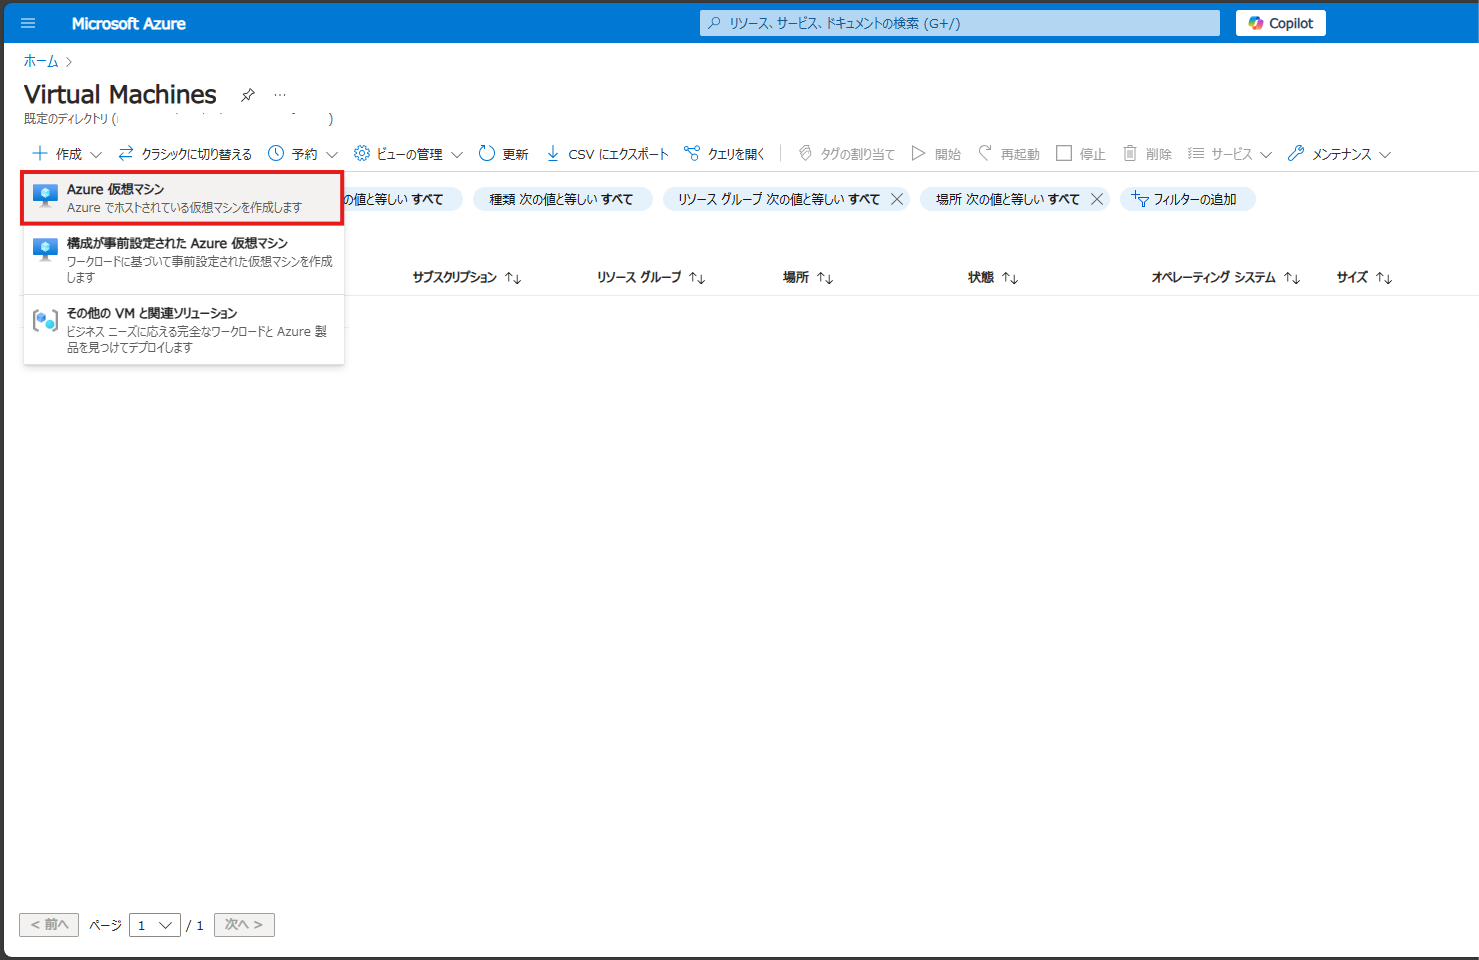 Microsoft Azure
リソース、サービス、ドキュメントの検索 (G+/)
Copilot
ホーム >
Virtual Machines ...
既定のディレクトリ ( )
作成 クラシックに切り替える 予約 ビューの管理 更新 CSV にエクスポート クエリを開く タグの割り当て 開始 再起動 停止 削除 サービス メンテナンス
Azure 仮想マシン
Azure でホストされている仮想マシンを作成します
の値と等しい すべて 種類 次の値と等しい すべて リソース グループ 次の値と等しい すべて 場所 次の値と等しい すべて フィルターの追加
構成が事前設定された Azure 仮想マシン
ワークロードに基づいて事前設定された仮想マシンを作成
します
その他の VM と関連ソリューション
ビジネス ニーズに応える完全なワークロードと Azure 製
品を見つけてデプロイします
サブスクリプション ↑↓ リソース グループ ↑↓ 場所 ↑↓ 状態 ↑↓ オペレーティング システム ↑↓ サイズ ↑↓
< 前へ ページ 1 / 1 次へ >